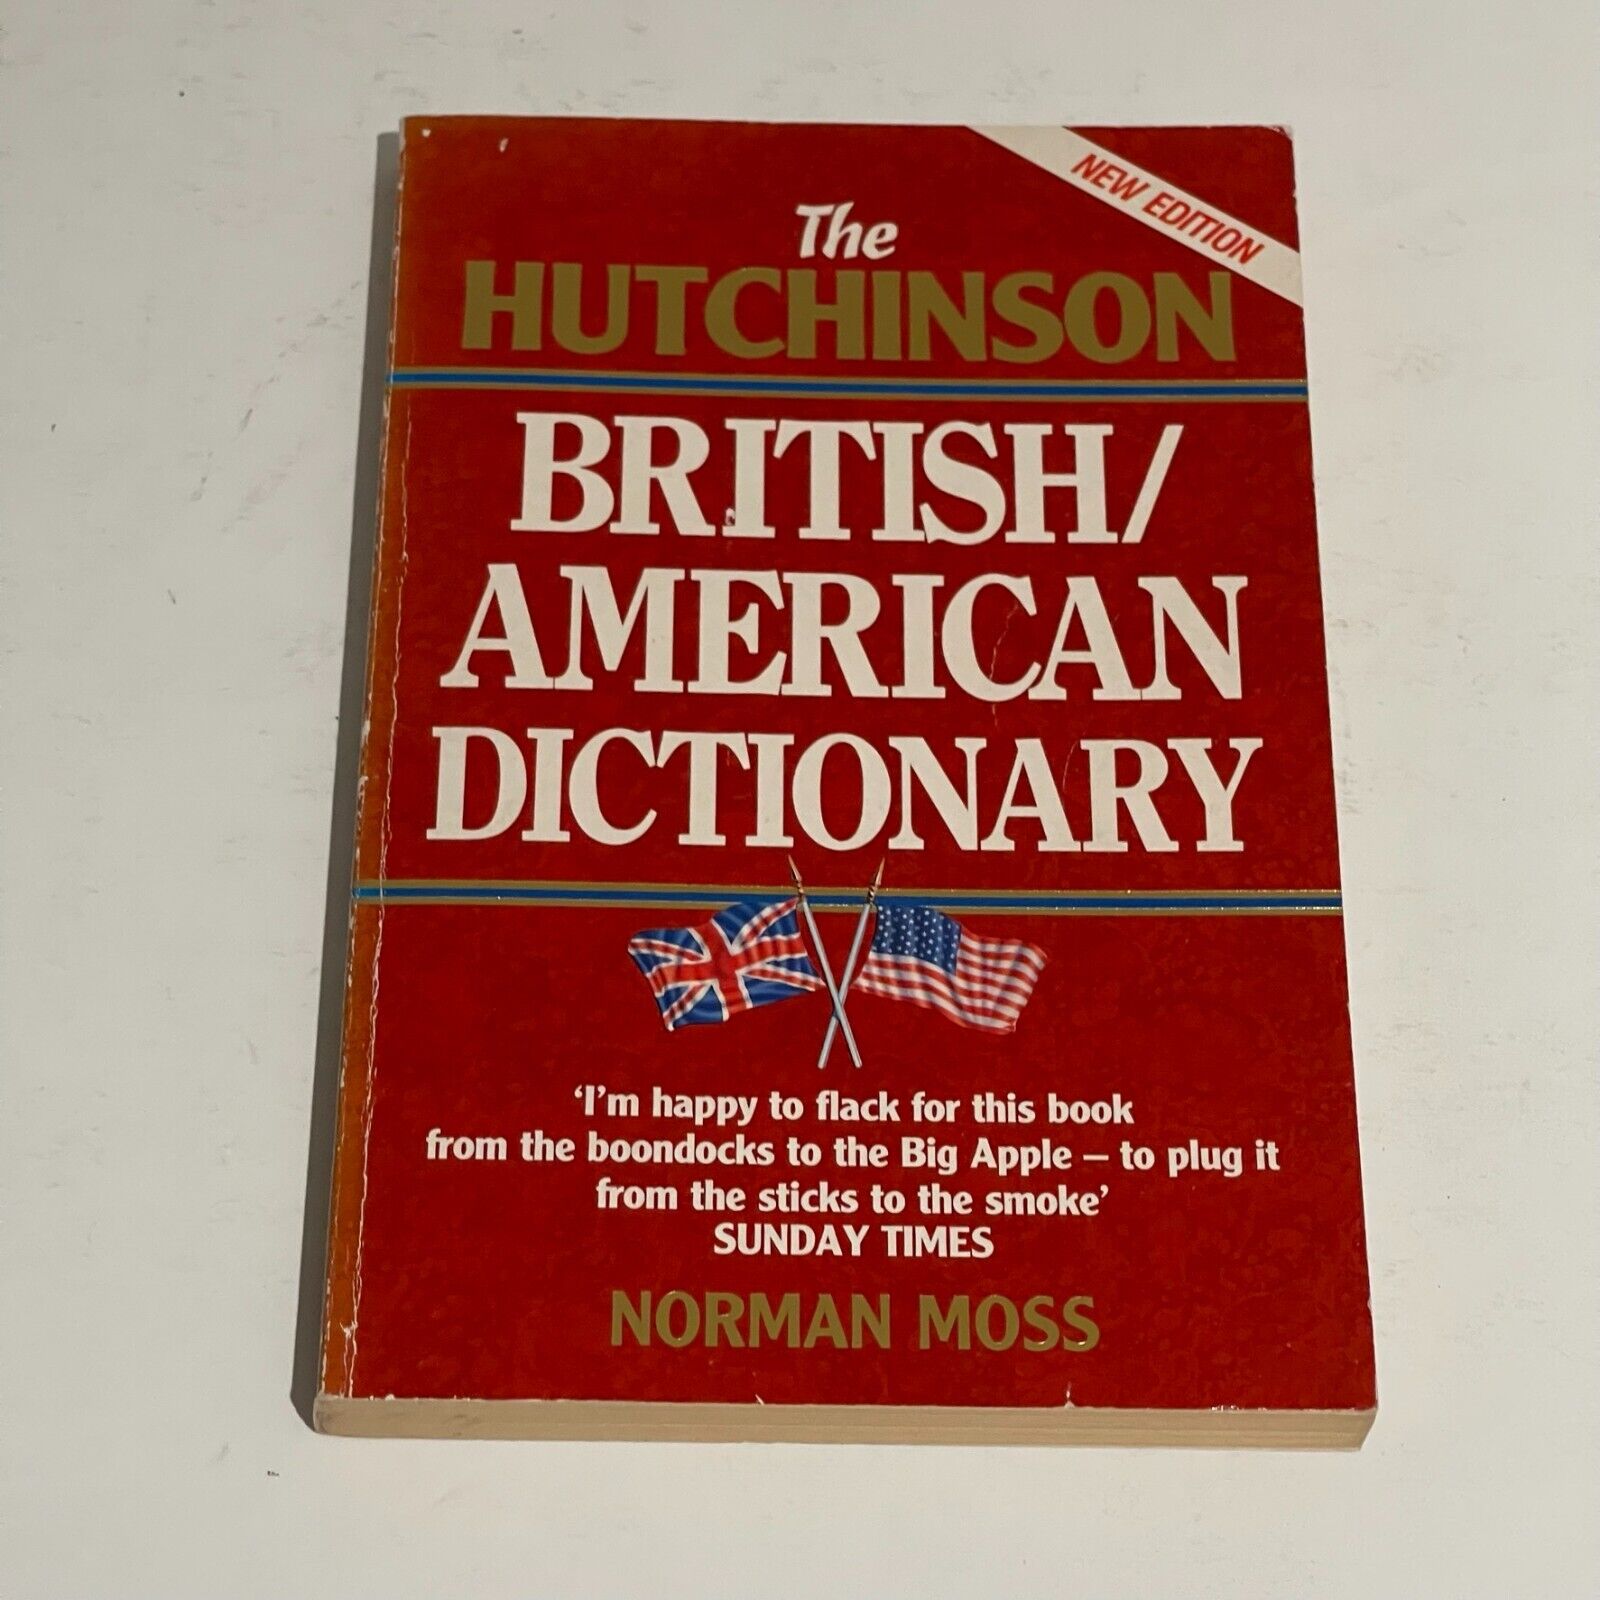 NEW EDITION
The
HUTCHINSON
BRITISH/
AMERICAN
DICTIONARY
‘I’m happy to flack for this book
from the boondocks to the Big Apple – to plug it
from the sticks to the smoke’
SUNDAY TIMES
NORMAN MOSS